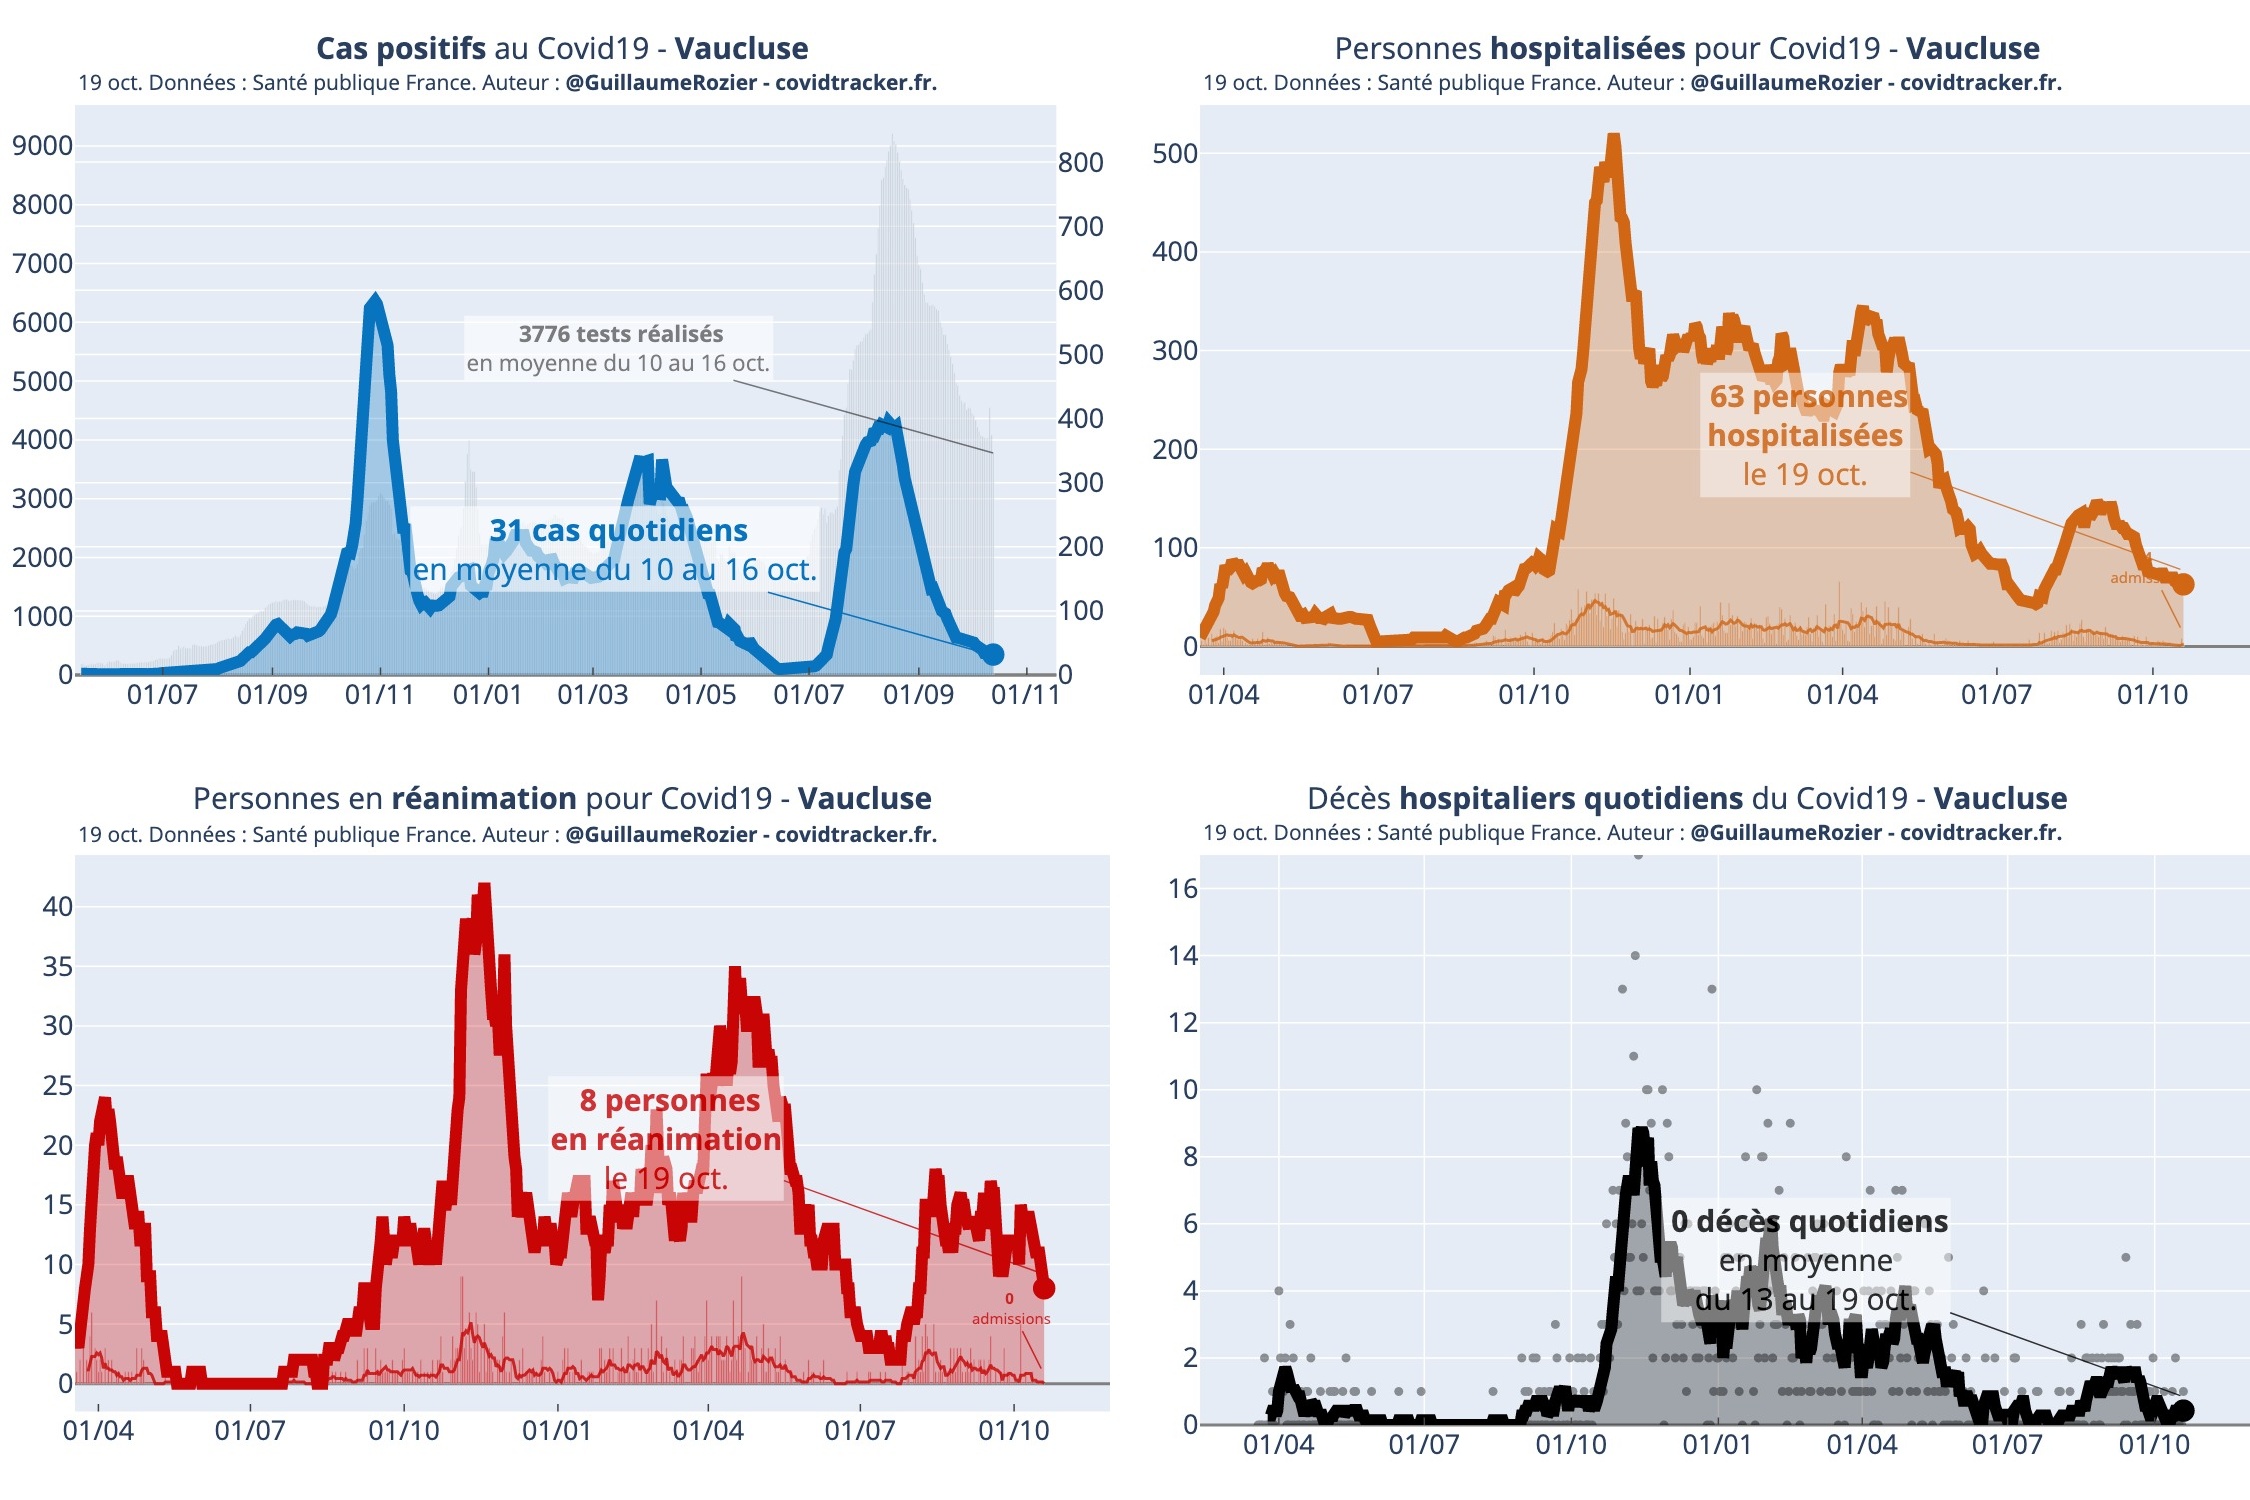 Cas positifs au Covid19 - Vaucluse
19 oct. Données : Santé publique France. Auteur : @GuillaumeRozier - covidtracker.fr.
9000
8000
7000
6000
5000
4000
3000
2000
1000
0
800
700
600
500
400
300
200
100
0
3776 tests réalisés
en moyenne du 10 au 16 oct.
31 cas quotidiens
en moyenne du 10 au 16 oct.
01/07 01/09 01/11 01/01 01/03 01/05 01/07 01/09 01/11
Personnes hospitalisées pour Covid19 - Vaucluse
19 oct. Données : Santé publique France. Auteur : @GuillaumeRozier - covidtracker.fr.
500
400
300
200
100
0
63 personnes
hospitalisées
le 19 oct.
01/04 01/07 01/10 01/01 01/04 01/07 01/10
Personnes en réanimation pour Covid19 - Vaucluse
19 oct. Données : Santé publique France. Auteur : @GuillaumeRozier - covidtracker.fr.
40
35
30
25
20
15
10
5
0
8 personnes
en réanimation
le 19 oct.
0
admissions
01/04 01/07 01/10 01/01 01/04 01/07 01/10
Décès hospitaliers quotidiens du Covid19 - Vaucluse
19 oct. Données : Santé publique France. Auteur : @GuillaumeRozier - covidtracker.fr.
16
14
12
10
8
6
4
2
0
0 décès quotidiens
en moyenne
du 13 au 19 oct.
01/04 01/07 01/10 01/01 01/04 01/07 01/10